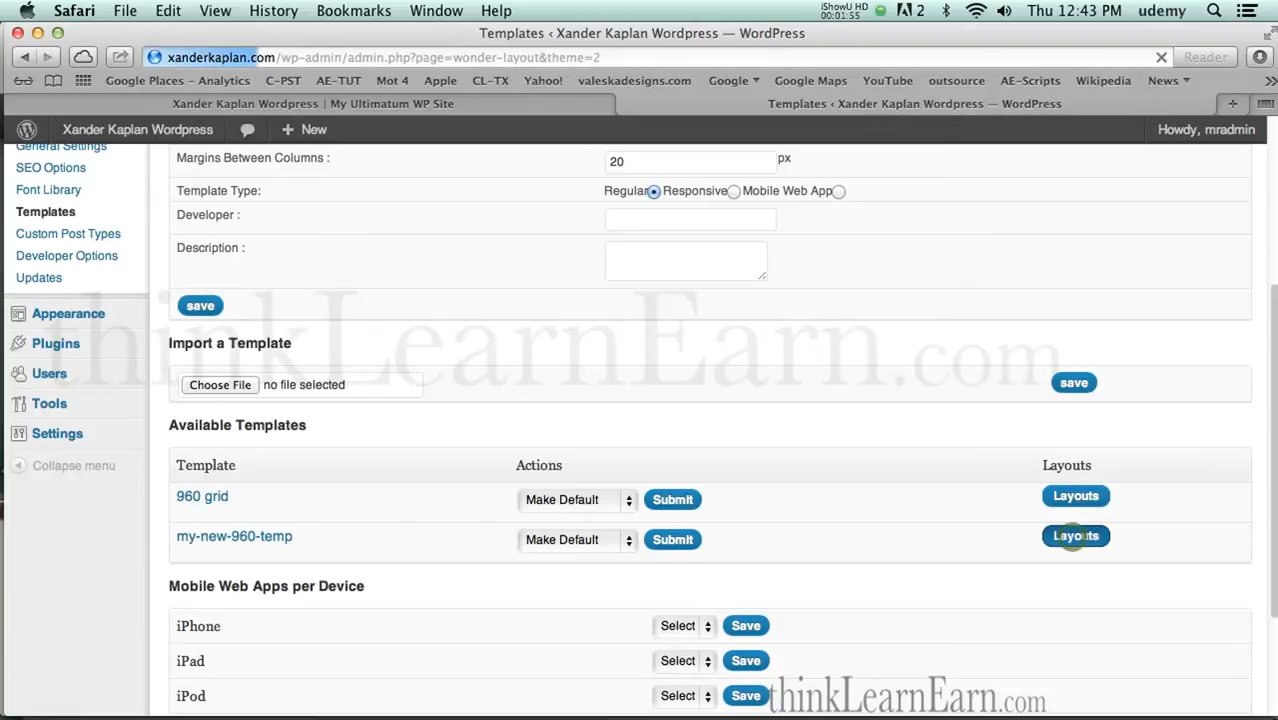 Safari File Edit View History Bookmarks Window Help iShowU HD 00:01:55 2 Thu 12:43 PM udemy
Templates ‹ Xander Kaplan Wordpress — WordPress
xanderkaplan.com/wp-admin/admin.php?page=wonder-layout&theme=2 Reader
Google Places - Analytics C-PST AE-TUT Mot 4 Apple CL-TX Yahoo! valeskadesigns.com Google Google Maps YouTube outsource AE-Scripts Wikipedia News
Xander Kaplan Wordpress | My Ultimatum WP Site Templates ‹ Xander Kaplan Wordpress — WordPress
Xander Kaplan Wordpress + New Howdy, mradmin
General Settings
SEO Options
Font Library
Templates
Custom Post Types
Developer Options
Updates
Appearance
Plugins
Users
Tools
Settings
Collapse menu
Margins Between Columns : 20 px
Template Type: Regular Responsive Mobile Web App
Developer :
Description :
save
thinkLearnEarn.com
Import a Template
Choose File no file selected save
Available Templates
Template Actions Layouts
960 grid Make Default Submit Layouts
my-new-960-temp Make Default Submit Layouts
Mobile Web Apps per Device
iPhone Select Save
iPad Select Save
iPod Select Save
thinkLearnEarn.com